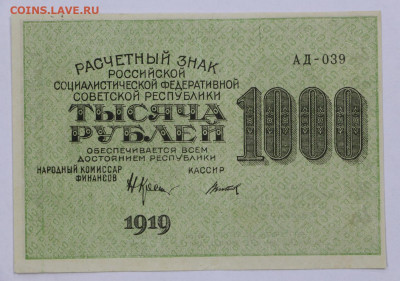 COINS.LAVE.RU
РАСЧЕТНЫЙ ЗНАК
РОССИЙСКОЙ
СОЦИАЛИСТИЧЕСКОЙ ФЕДЕРАТИВНОЙ
СОВЕТСКОЙ РЕСПУБЛИКИ
ТЫСЯЧА
РУБЛЕЙ
ОБЕСПЕЧИВАЕТСЯ ВСЕМ
ДОСТОЯНИЕМ РЕСПУБЛИКИ
НАРОДНЫЙ КОМИССАР
ФИНАНСОВ
КАССИР
1919
АД-039
1000